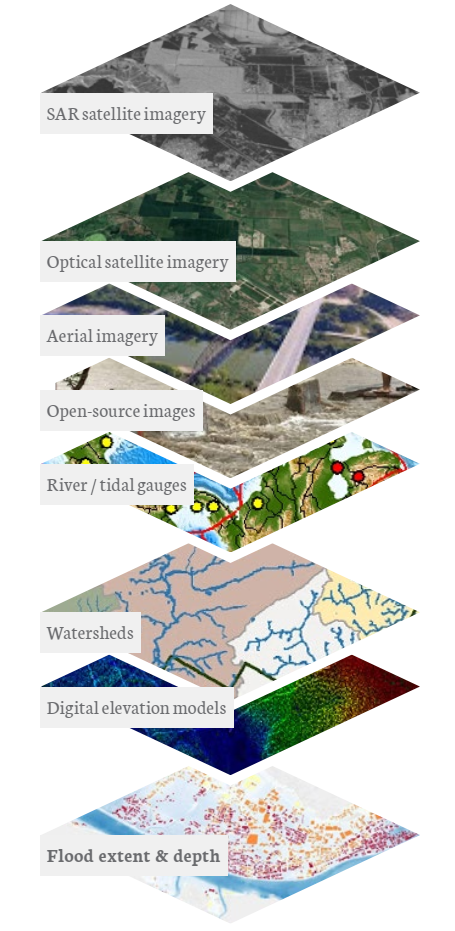 SAR satellite imagery
Optical satellite imagery
Aerial imagery
Open-source images
River / tidal gauges
Watersheds
Digital elevation models
Flood extent & depth